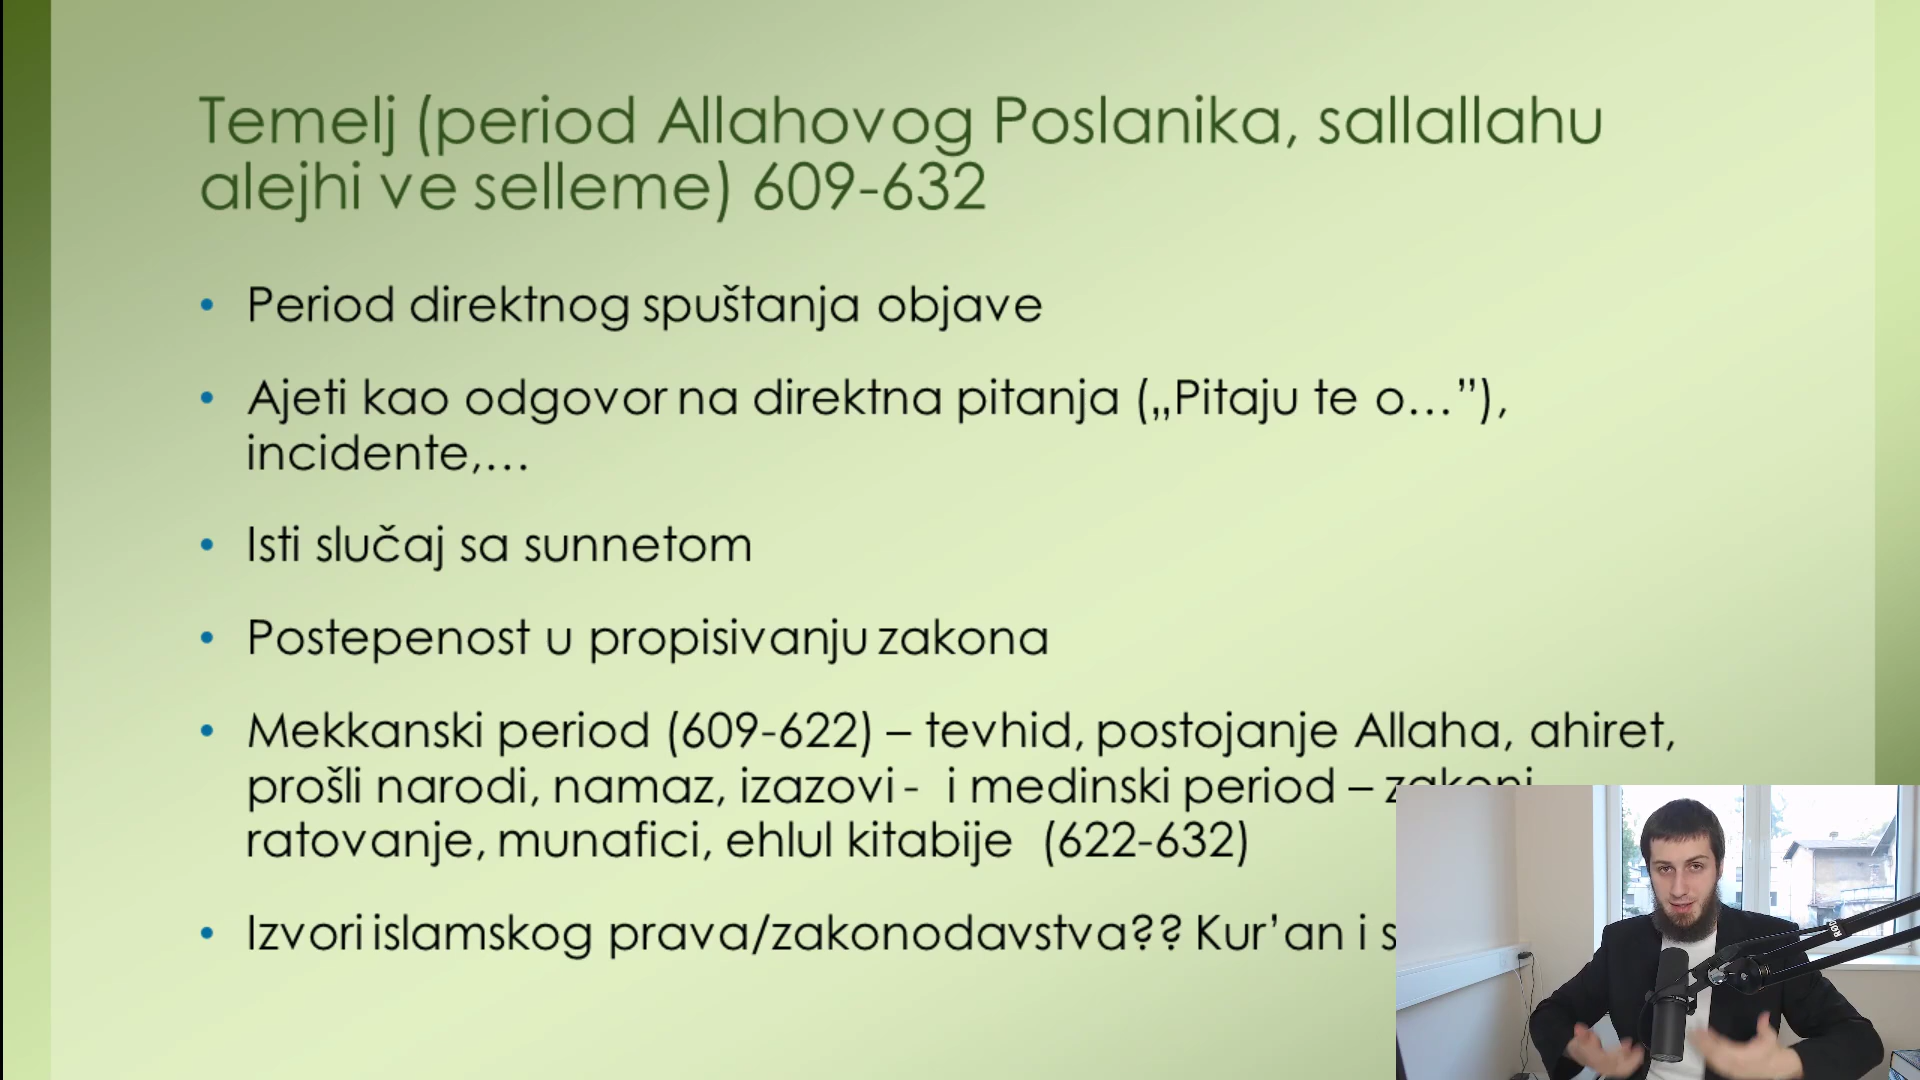 Temelj (period Allahovog Poslanika, sallallahu
alejhi ve selleme) 609-632
• Period direktnog spuštanja objave
• Ajeti kao odgovor na direktna pitanja („Pitaju te o…”),
incidente,…
• Isti slučaj sa sunnetom
• Postepenost u propisivanju zakona
• Mekkanski period (609-622) – tevhid, postojanje Allaha, ahiret,
prošli narodi, namaz, izazovi - i medinski period –
ratovanje, munafici, ehlul kitabije (622-632)
• Izvori islamskog prava/zakonodavstva?? Kur’an i